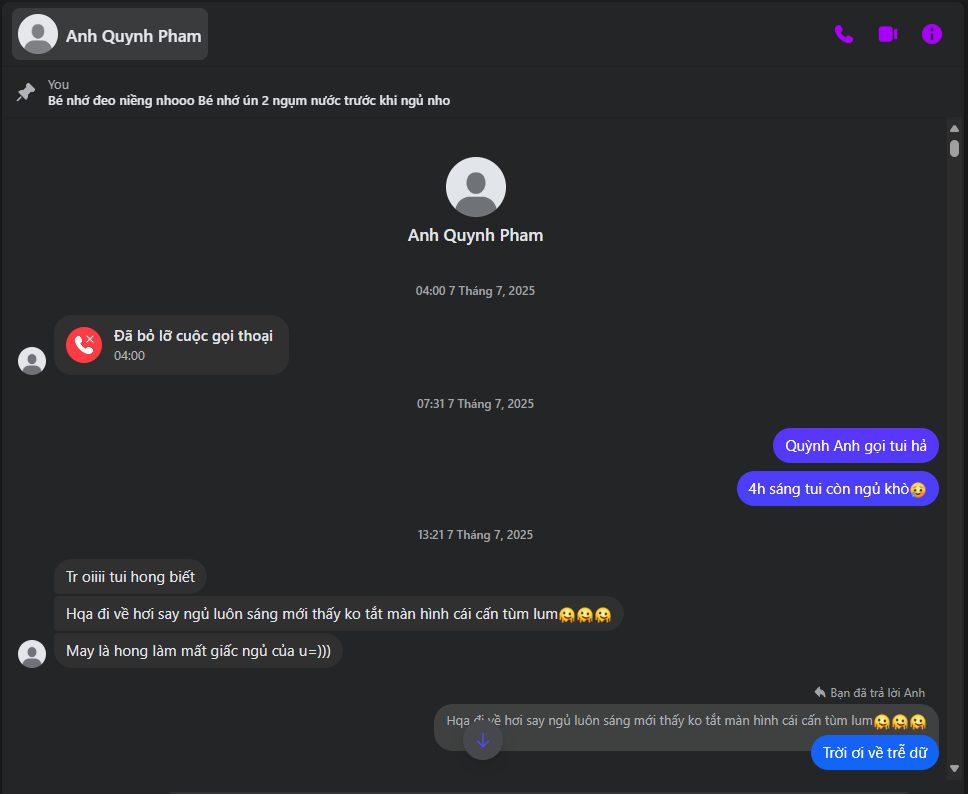 Anh Quynh Pham
You
Bé nhớ đeo niềng nhooo Bé nhớ ún 2 ngụm nước trước khi ngủ nho
Anh Quynh Pham
04:00 7 Tháng 7, 2025
Đã bỏ lỡ cuộc gọi thoại
04:00
07:31 7 Tháng 7, 2025
Quỳnh Anh gọi tui hả
4h sáng tui còn ngủ khò😥
13:21 7 Tháng 7, 2025
Tr oiiii tui hong biết
Hqa đi về hơi say ngủ luôn sáng mới thấy ko tắt màn hình cái cấn tùm lum🤗🤗🤗
May là hong làm mất giấc ngủ của u=)))
Bạn đã trả lời Anh
Hqa đi về hơi say ngủ luôn sáng mới thấy ko tắt màn hình cái cấn tùm lum🤗🤗🤗
Trời ơi về trễ dữ